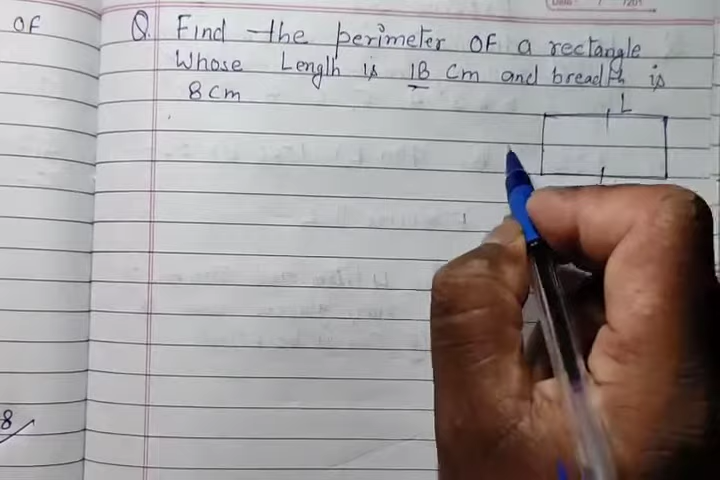 OF
Q. Find the perimeter OF a rectangle
Whose Length is 18 Cm and breadth is
8 Cm
L
8